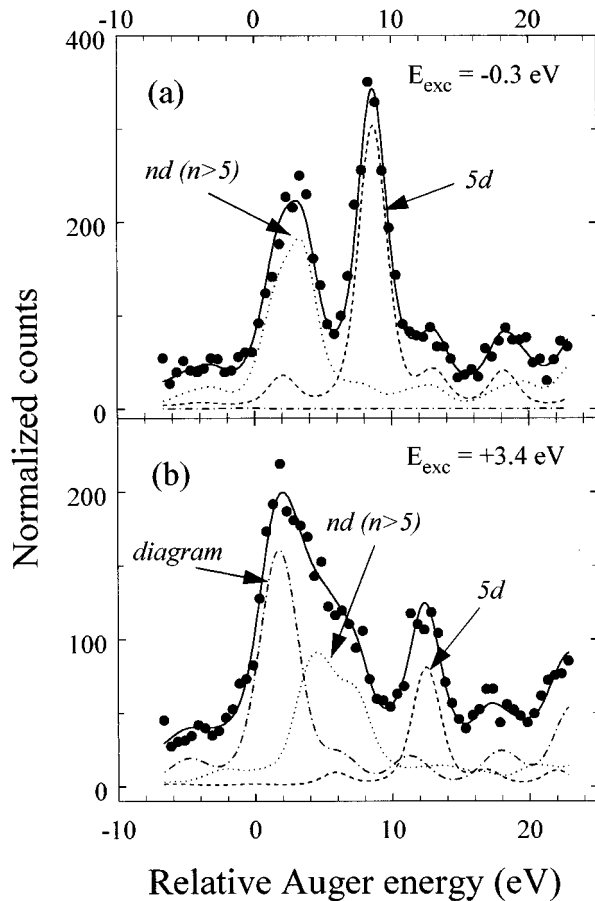 -10 0 10 20
400
(a) E_exc = -0.3 eV
nd (n>5)
5d
200
0
Normalized counts
(b) E_exc = +3.4 eV
200
nd (n>5)
diagram
5d
100
0
-10 0 10 20
Relative Auger energy (eV)